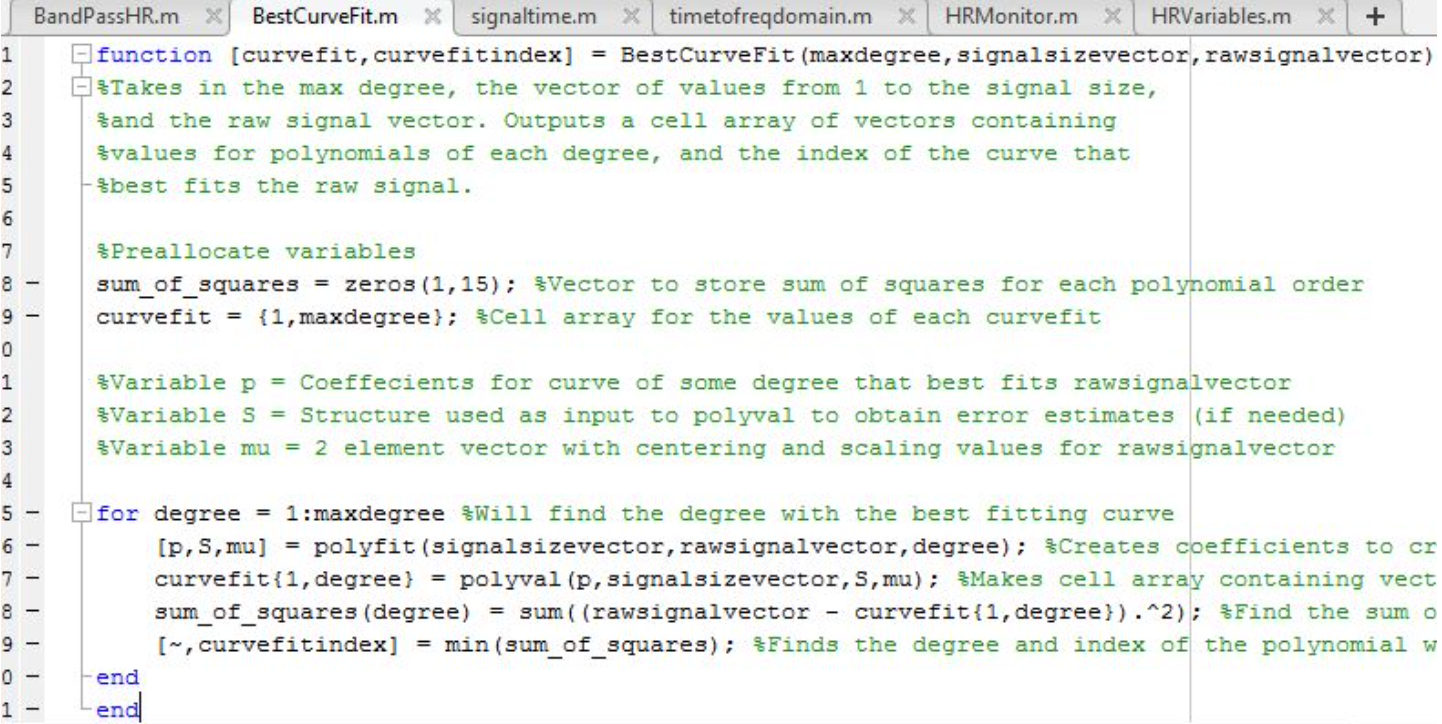 BandPassHR.m × BestCurveFit.m × signaltime.m × timetofreqdomain.m × HRMonitor.m × HRVariables.m × +
1 function [curvefit,curvefitindex] = BestCurveFit(maxdegree,signalsizevector,rawsignalvector)
2 %Takes in the max degree, the vector of values from 1 to the signal size,
3 %and the raw signal vector. Outputs a cell array of vectors containing
4 %values for polynomials of each degree, and the index of the curve that
5 %best fits the raw signal.
6
7 %Preallocate variables
8 - sum_of_squares = zeros(1,15); %Vector to store sum of squares for each polynomial order
9 - curvefit = {1,maxdegree}; %Cell array for the values of each curvefit
0
1 %Variable p = Coeffecients for curve of some degree that best fits rawsignalvector
2 %Variable S = Structure used as input to polyval to obtain error estimates (if needed)
3 %Variable mu = 2 element vector with centering and scaling values for rawsignalvector
4
5 - for degree = 1:maxdegree %Will find the degree with the best fitting curve
6 - [p,S,mu] = polyfit(signalsizevector,rawsignalvector,degree); %Creates coefficients to cr
7 - curvefit{1,degree} = polyval(p,signalsizevector,S,mu); %Makes cell array containing vect
8 - sum_of_squares(degree) = sum((rawsignalvector - curvefit{1,degree}).^2); %Find the sum o
9 - [~,curvefitindex] = min(sum_of_squares); %Finds the degree and index of the polynomial w
0 - end
1 - end